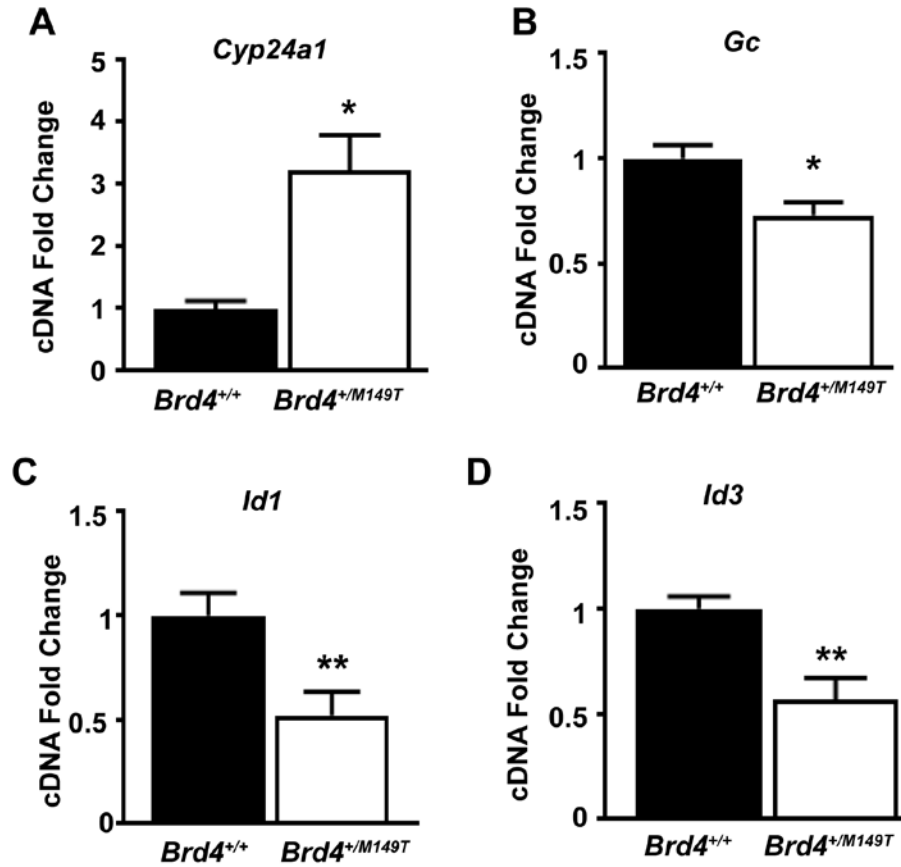 A
Cyp24a1
cDNA Fold Change
5
4
3
2
1
0
*
Brd4+/+
Brd4+/M149T
B
Gc
cDNA Fold Change
1.5
1
0.5
0
*
Brd4+/+
Brd4+/M149T
C
Id1
cDNA Fold Change
1.5
1
0.5
0
**
Brd4+/+
Brd4+/M149T
D
Id3
cDNA Fold Change
1.5
1
0.5
0
**
Brd4+/+
Brd4+/M149T